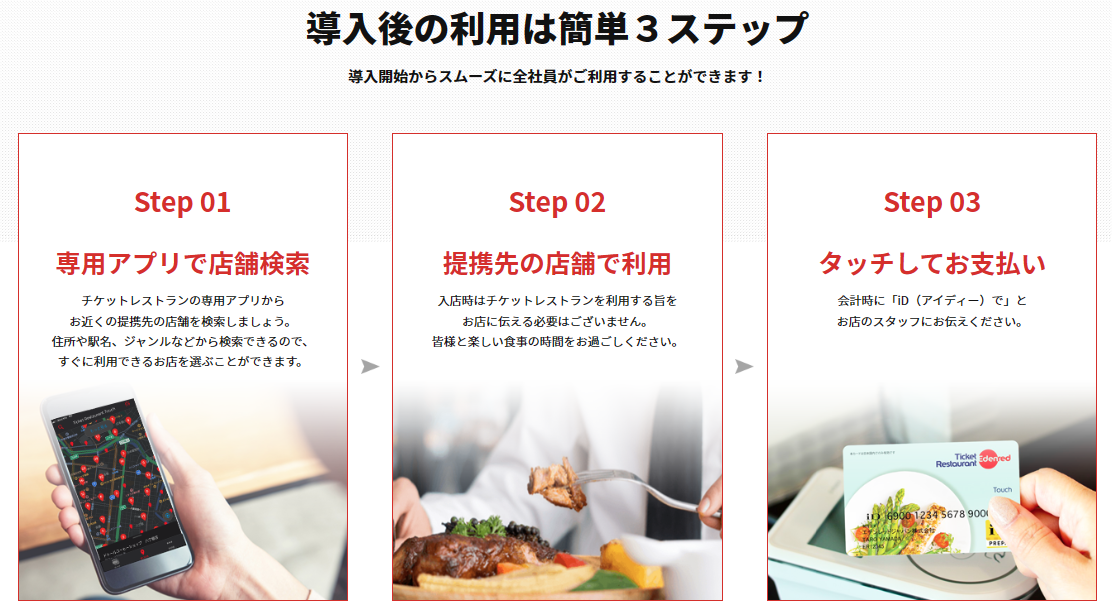 導入後の利用は簡単３ステップ
導入開始からスムーズに全社員がご利用することができます！
Step 01
専用アプリで店舗検索
チケットレストランの専用アプリから
お近くの提携先の店舗を検索しましょう。
住所や駅名、ジャンルなどから検索できるので、
すぐに利用できるお店を選ぶことができます。
Ticket Restaurant Touch
Step 02
提携先の店舗で利用
入店時はチケットレストランを利用する旨を
お店に伝える必要はございません。
皆様と楽しい食事の時間をお過ごしください。
Step 03
タッチしてお支払い
会計時に「iD（アイディー）で」と
お店のスタッフにお伝えください。
Ticket
Restaurant
Edenred
Touch
iD 6900 1234 5678 9000
TARO YAMADA